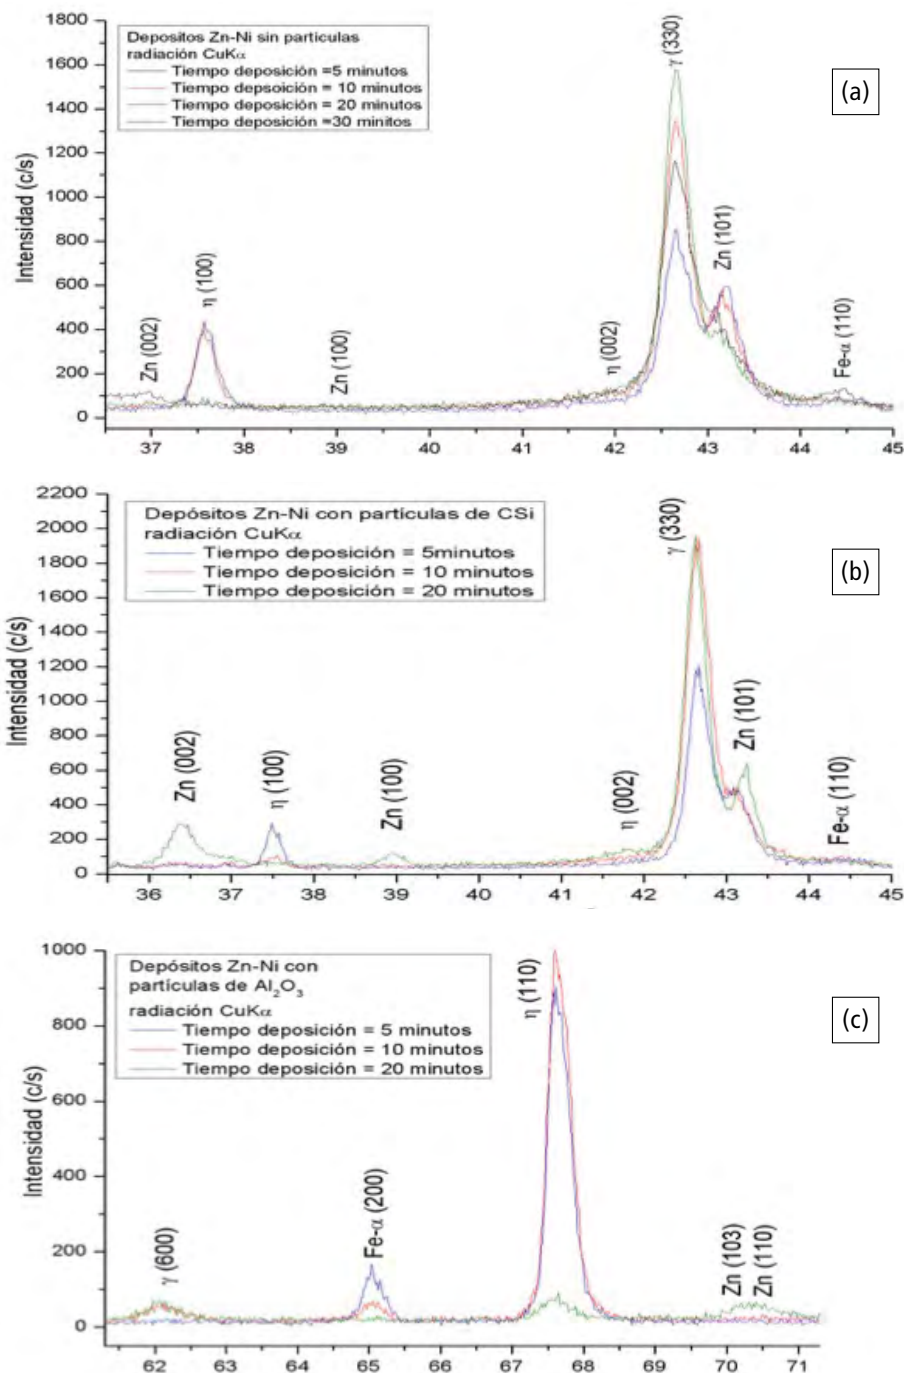 1800
1600
1400
1200
1000
800
600
400
200
0
Intensidad (c/s)
Depositos Zn-Ni sin particulas
radiación CuKα
Tiempo deposición =5 minutos
Tiempo depsoición = 10 minutos
Tiempo deposición = 20 minutos
Tiempo deposición =30 minitos
(a)
Zn (002)
η (100)
Zn (100)
η (002)
γ (330)
Zn (101)
Fe-α (110)
37 38 39 40 41 42 43 44 45
2200
2000
1800
1600
1400
1200
1000
800
600
400
200
0
Intensidad (c/s)
Depósitos Zn-Ni con partículas de CSi
radiación CuKα
Tiempo deposición = 5minutos
Tiempo deposición = 10 minutos
Tiempo deposición = 20 minutos
(b)
Zn (002)
η (100)
Zn (100)
η (002)
γ (330)
Zn (101)
Fe-α (110)
36 37 38 39 40 41 42 43 44 45
1000
800
600
400
200
0
Intensidad (c/s)
Depósitos Zn-Ni con
partículas de Al₂O₃
radiación CuKα
Tiempo deposición = 5 minutos
Tiempo deposición = 10 minutos
Tiempo deposición = 20 minutos
(c)
γ (600)
Fe-α (200)
η (110)
Zn (103)
Zn (110)
62 63 64 65 66 67 68 69 70 71